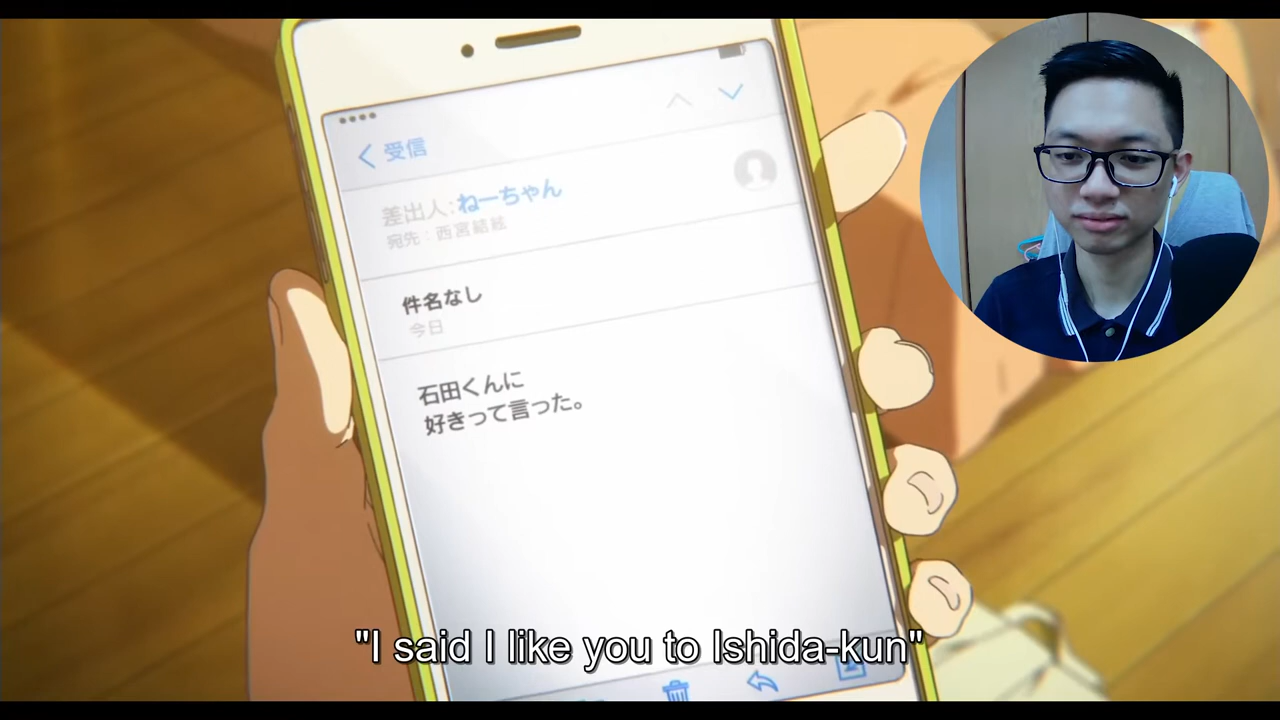 受信
差出人:ねーちゃん
宛先:西宮結絃
件名なし
今日
石田くんに
好きって言った。
"I said I like you to Ishida-kun"